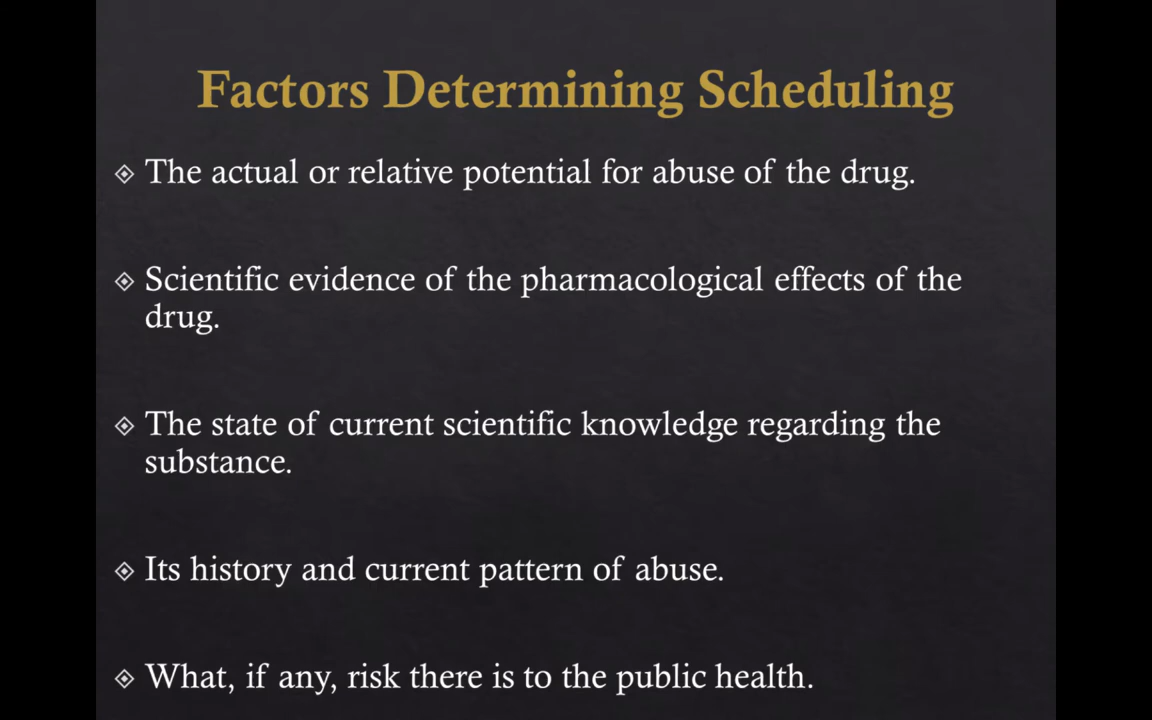 Factors Determining Scheduling
The actual or relative potential for abuse of the drug.
Scientific evidence of the pharmacological effects of the
drug.
The state of current scientific knowledge regarding the
substance.
Its history and current pattern of abuse.
What, if any, risk there is to the public health.